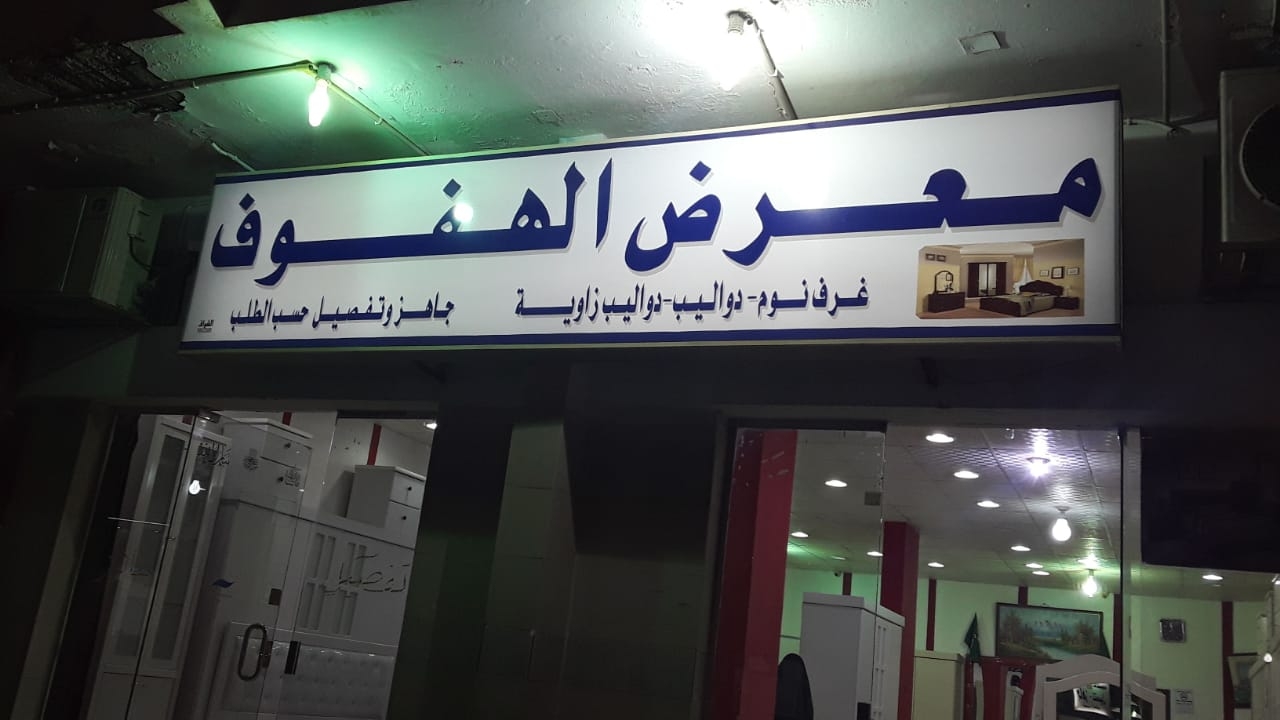 معرض الهفوف
غرف نوم - دواليب - دواليب زاوية
جاهز وتفصيل حسب الطلب